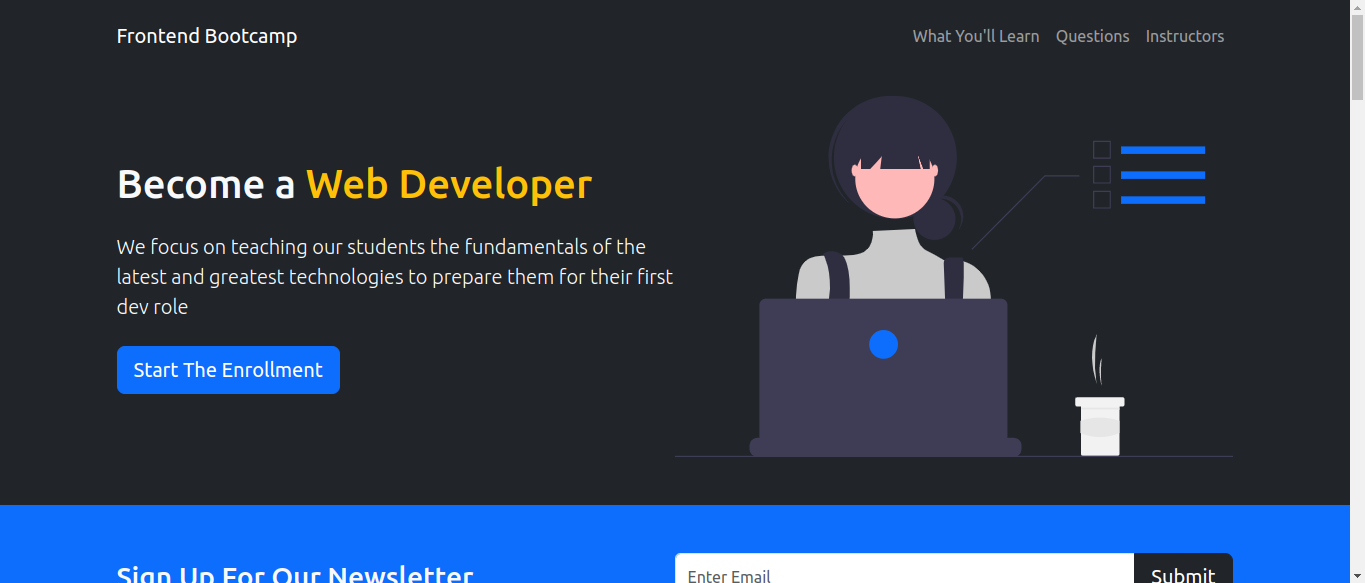 Frontend Bootcamp
What You'll Learn Questions Instructors
Become a Web Developer
We focus on teaching our students the fundamentals of the
latest and greatest technologies to prepare them for their first
dev role
Start The Enrollment
Sign Up For Our Newsletter
Enter Email
Submit